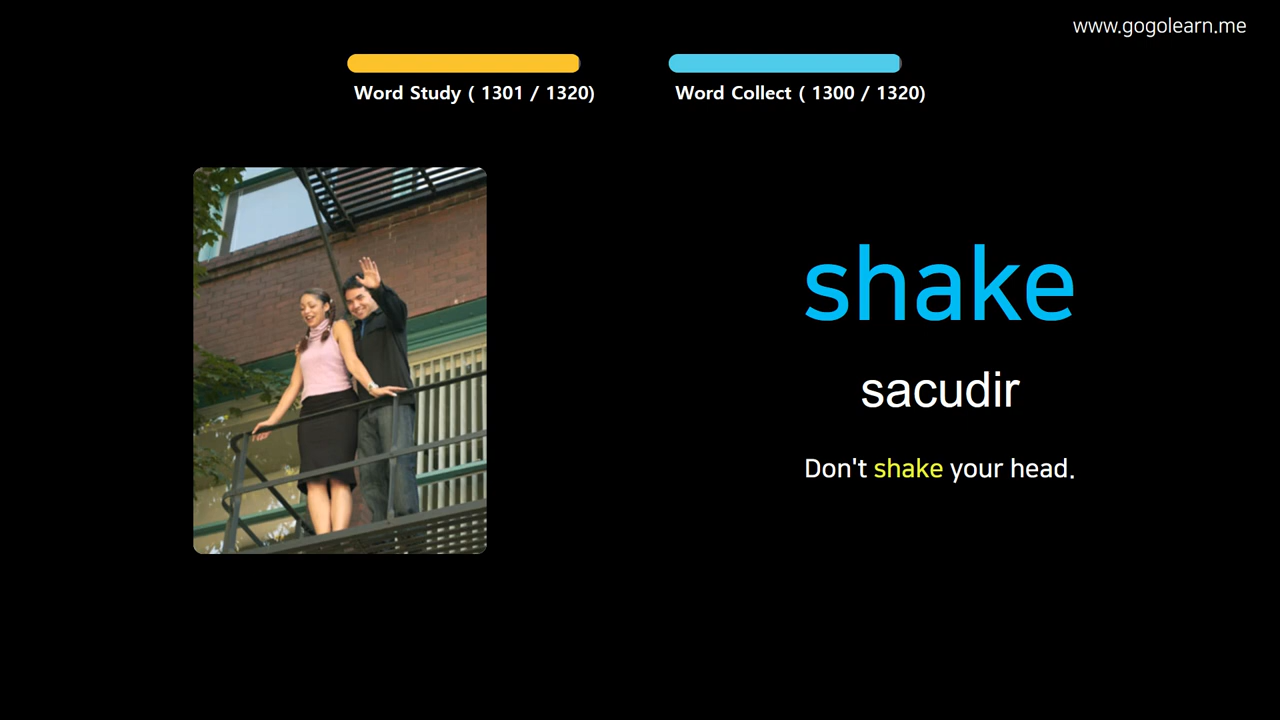 www.gogolearn.me
Word Study ( 1301 / 1320)
Word Collect ( 1300 / 1320)
shake
sacudir
Don't shake your head.